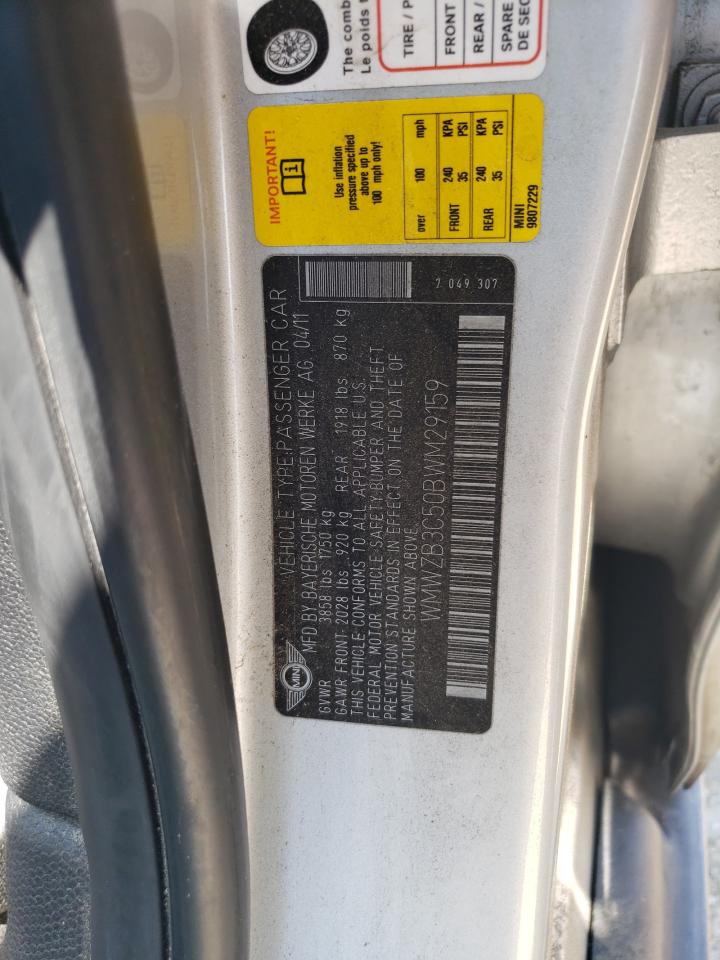 The comb
Le poids t
TIRE / P
FRONT
REAR /
SPARE
DE SEC
IMPORTANT!
Use inflation
pressure specified
above up to
100 mph only!
over 100 mph
FRONT 240 KPA
35 PSI
REAR 240 KPA
35 PSI
MINI
9807229
7 049 307
VEHICLE TYPE:PASSENGER CAR
MFD BY BAYERISCHE MOTOREN WERKE AG 04/11
GVWR 3858 lbs 1750 kg
GAWR FRONT: 2028 lbs 920 kg REAR 1918 lbs 870 kg
THIS VEHICLE CONFORMS TO ALL APPLICABLE U.S.
FEDERAL MOTOR VEHICLE SAFETY,BUMPER AND THEFT
PREVENTION STANDARDS IN EFFECT ON THE DATE OF
MANUFACTURE SHOWN ABOVE.
WMWZB3C50BWM29159
MINI